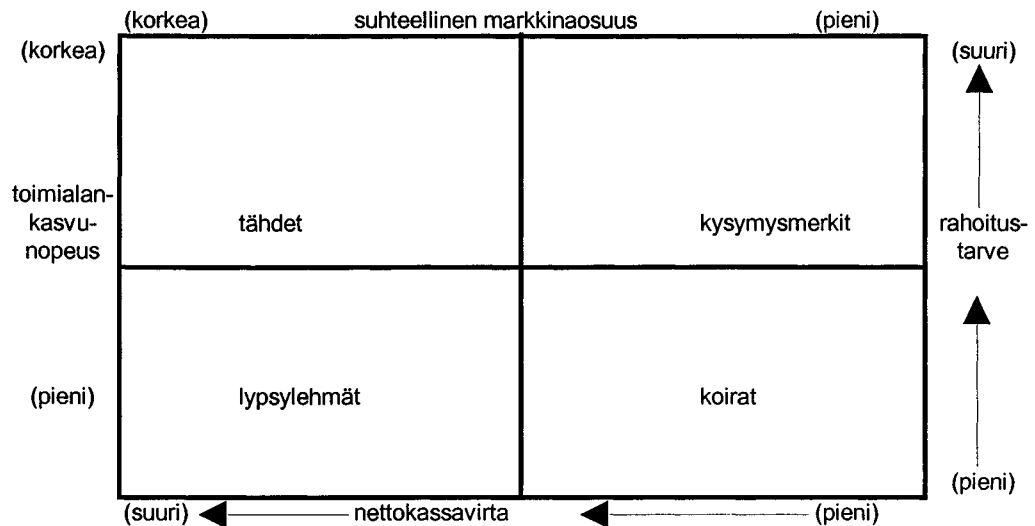 (korkea) suhteellinen markkinaosuus (pieni)
(korkea) (suuri)
toimialan-
kasvu-
nopeus
tähdet kysymysmerkit
rahoitus-
tarve
(pieni) lypsylehmät koirat
(pieni)
(suuri) nettokassavirta (pieni)